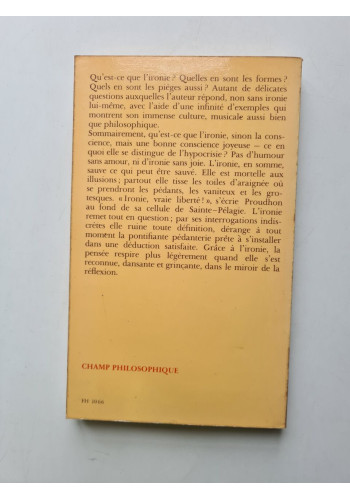 Qu'est-ce que l'ironie ? Quelles en sont les formes ?
Quels en sont les pièges aussi ? Autant de délicates
questions auxquelles l'auteur répond, non sans ironie
lui-même, avec l'aide d'une infinité d'exemples qui
montrent son immense culture, musicale aussi bien
que philosophique.
Sommairement, qu'est-ce que l'ironie, sinon la cons-
cience, mais une bonne conscience joyeuse – ce en
quoi elle se distingue de l'hypocrisie ? Pas d'humour
sans amour, ni d'ironie sans joie. L'ironie, en somme,
sauve ce qui peut être sauvé. Elle est mortelle aux
illusions ; partout elle tisse les toiles d'araignée où
se prendront les pédants, les vaniteux et les gro-
tesques. « Ironie, vraie liberté ! », s'écrie Proudhon
au fond de sa cellule de Sainte-Pélagie. L'ironie
remet tout en question ; par ses interrogations indis-
crètes elle ruine toute définition, dérange à tout
moment la pontifiante pédanterie prête à s'installer
dans une déduction satisfaite. Grâce à l'ironie, la
pensée respire plus légèrement quand elle s'est
reconnue, dansante et grinçante, dans le miroir de la
réflexion.
CHAMP PHILOSOPHIQUE